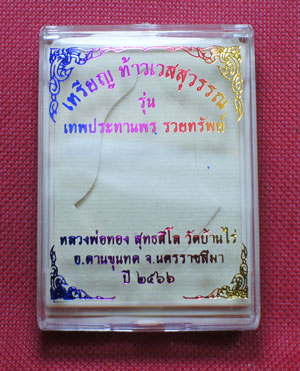 เหรียญ ท้าวเวสสุวรรณ
รุ่น
เทพประทานพร รวยทรัพย์
หลวงพ่อทอง สุทธสีโล วัดบ้านไร่
อ.ด่านขุนทด จ.นครราชสีมา
ปี ๒๕๖๖